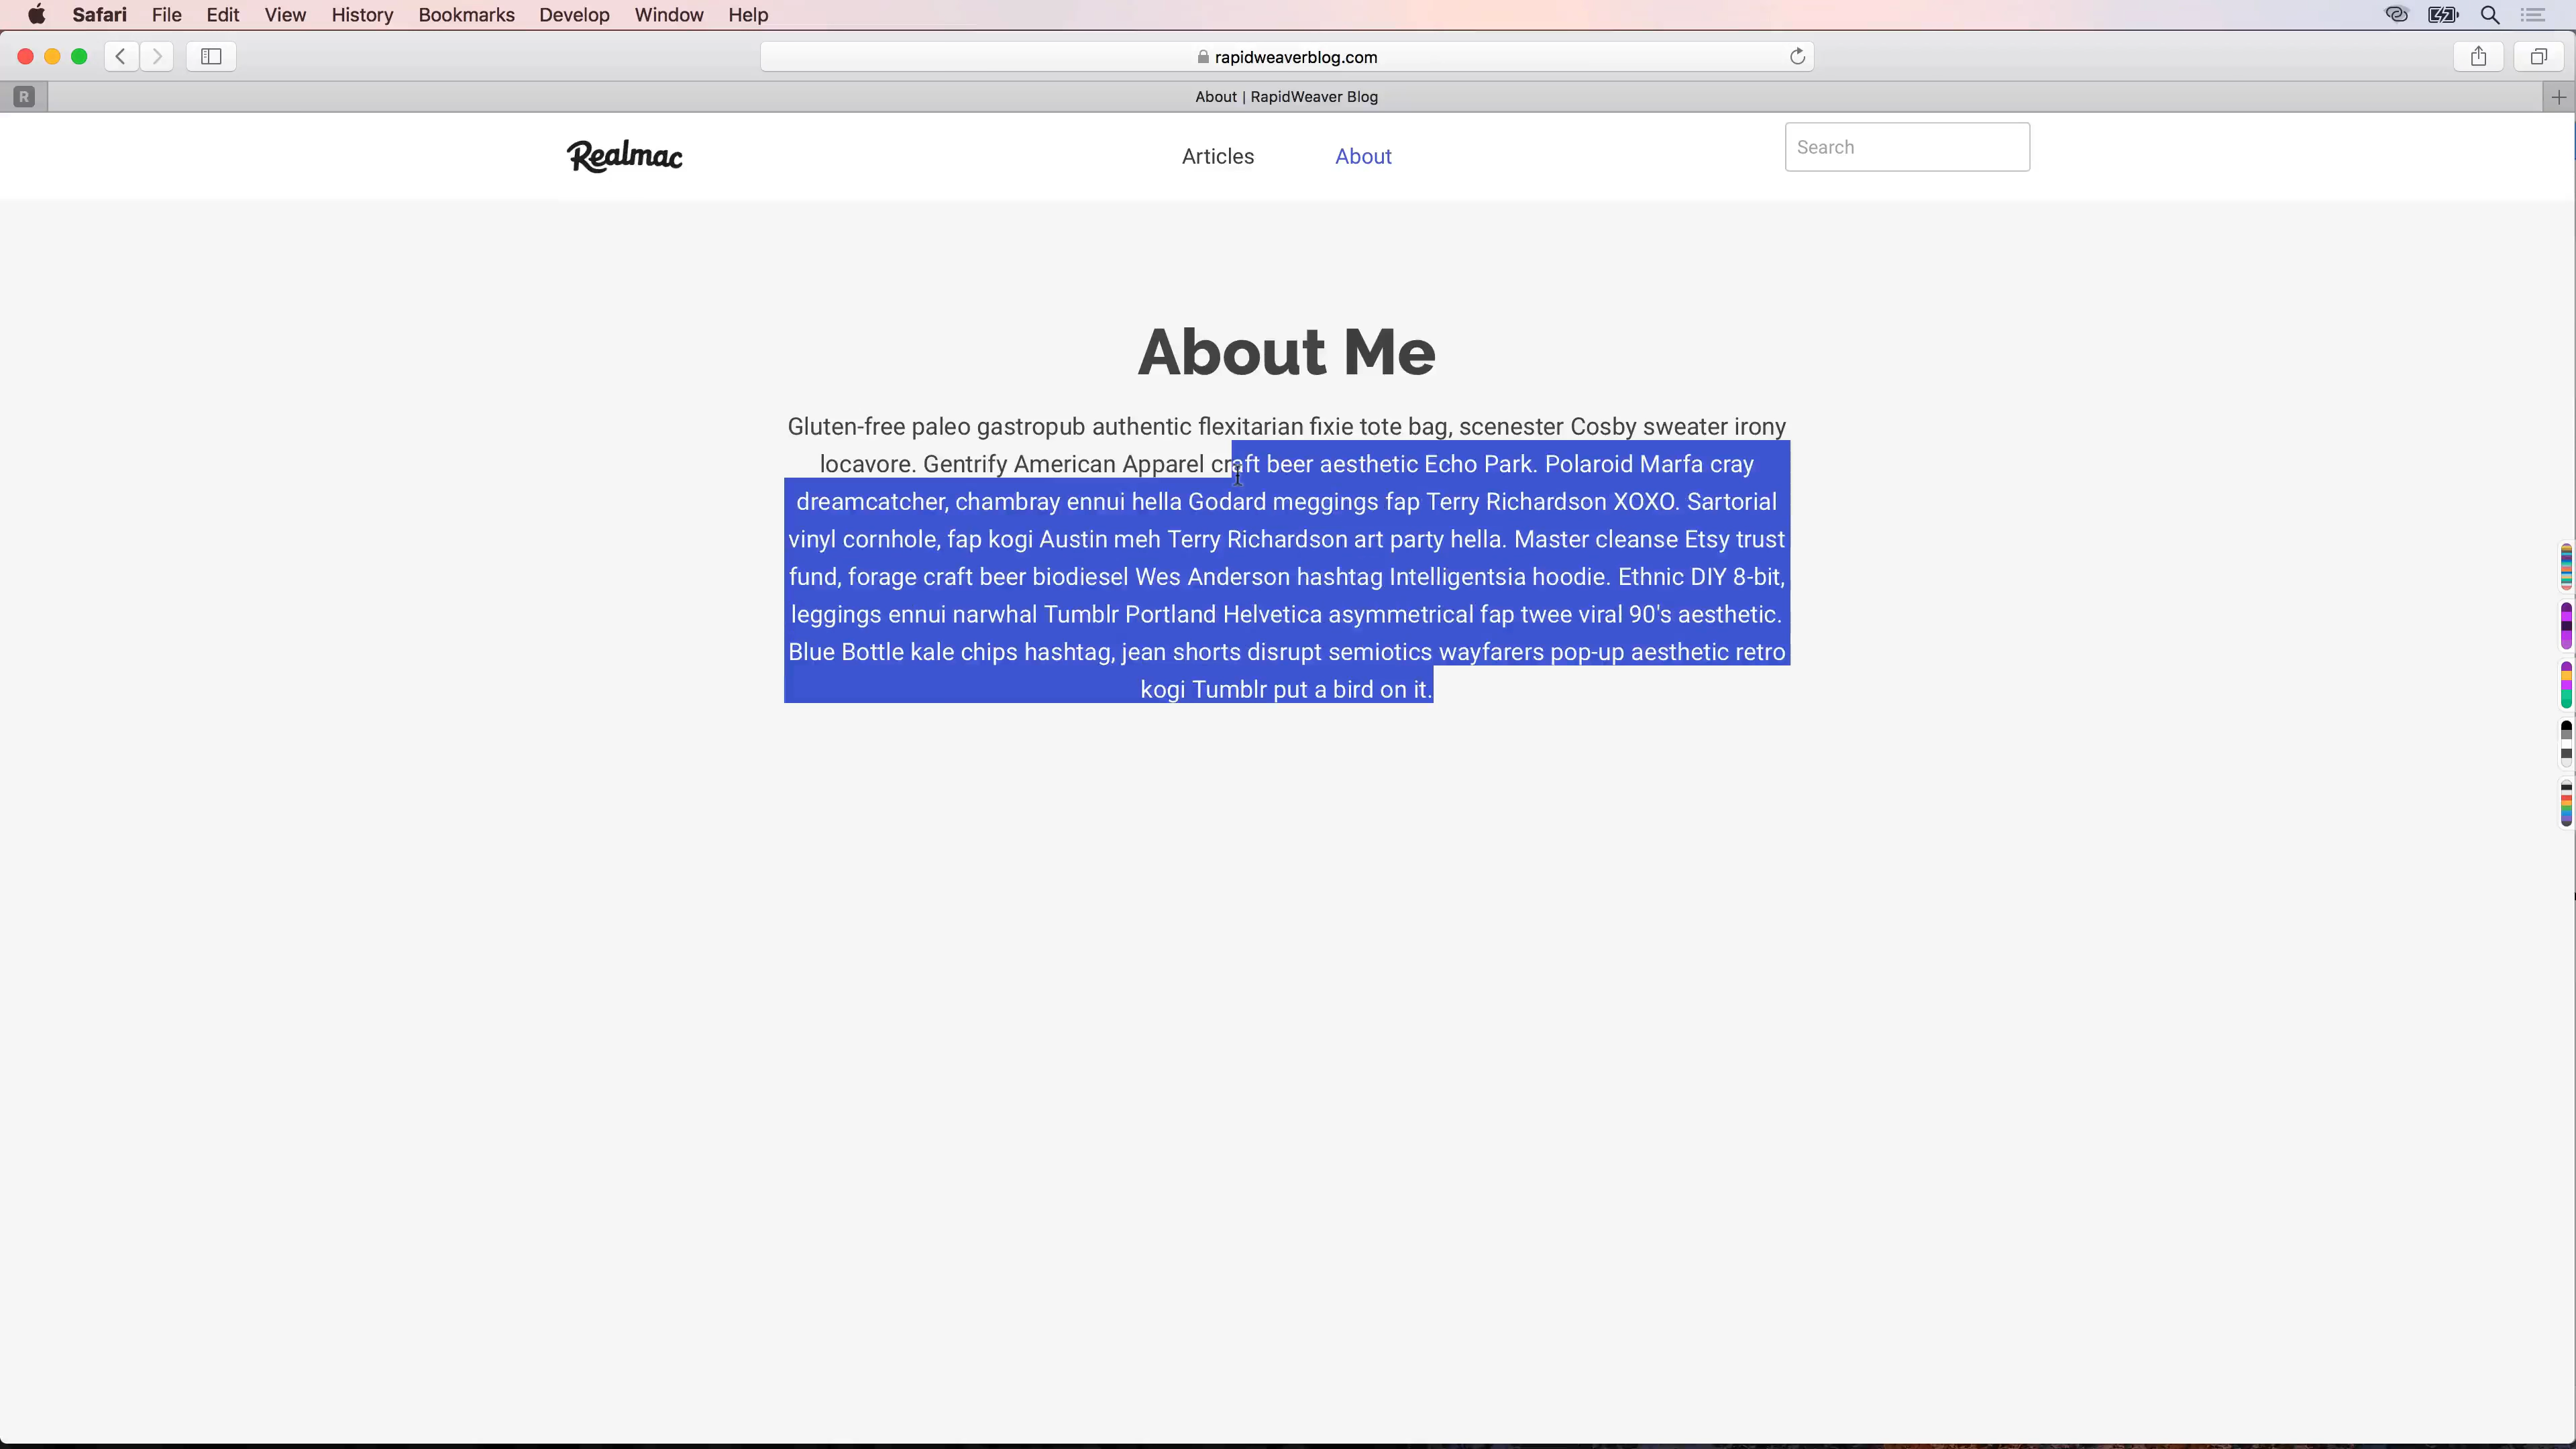 Safari File Edit View History Bookmarks Develop Window Help
rapidweaverblog.com
R
About | RapidWeaver Blog
Realmac
Articles About
Search
About Me
Gluten-free paleo gastropub authentic flexitarian fixie tote bag, scenester Cosby sweater irony
locavore. Gentrify American Apparel craft beer aesthetic Echo Park. Polaroid Marfa cray
dreamcatcher, chambray ennui hella Godard meggings fap Terry Richardson XOXO. Sartorial
vinyl cornhole, fap kogi Austin meh Terry Richardson art party hella. Master cleanse Etsy trust
fund, forage craft beer biodiesel Wes Anderson hashtag Intelligentsia hoodie. Ethnic DIY 8-bit,
leggings ennui narwhal Tumblr Portland Helvetica asymmetrical fap twee viral 90's aesthetic.
Blue Bottle kale chips hashtag, jean shorts disrupt semiotics wayfarers pop-up aesthetic retro
kogi Tumblr put a bird on it.